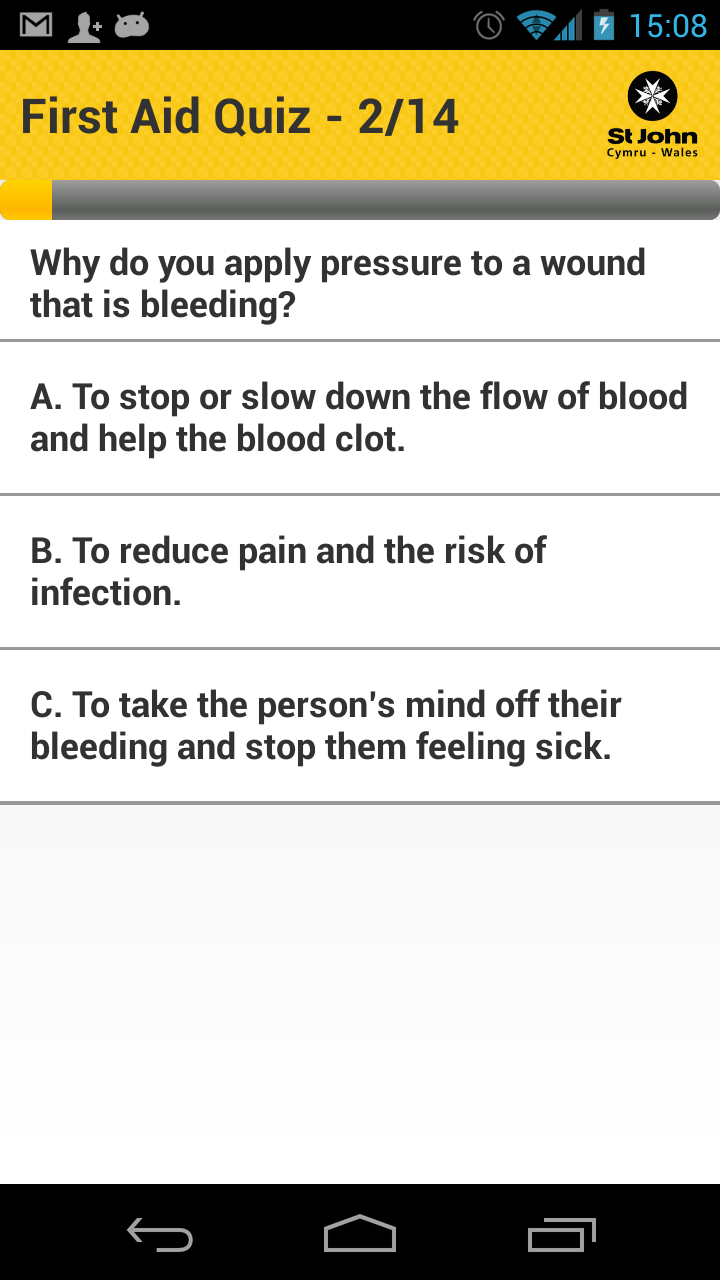 15:08
First Aid Quiz - 2/14
St John
Cymru - Wales
Why do you apply pressure to a wound
that is bleeding?
A. To stop or slow down the flow of blood
and help the blood clot.
B. To reduce pain and the risk of
infection.
C. To take the person's mind off their
bleeding and stop them feeling sick.